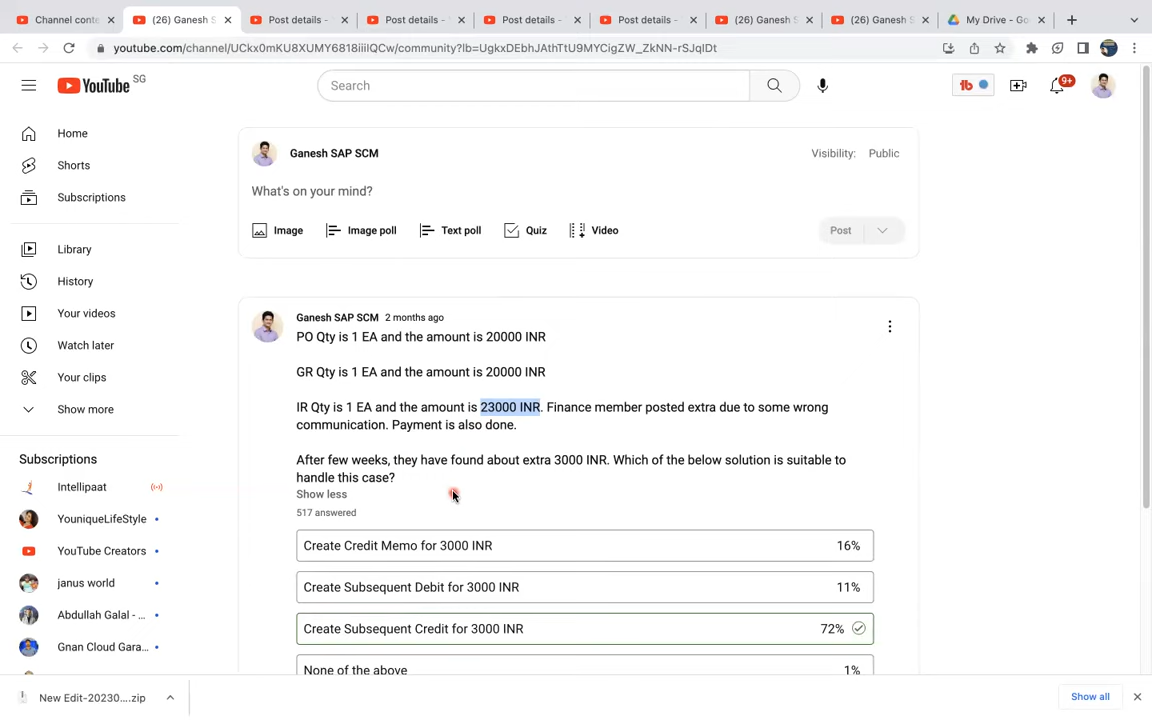 Channel conte
(26) Ganesh S
Post details -
Post details - 
Post details - 
Post details - 
(26) Ganesh S
(26) Ganesh S
My Drive - Go
youtube.com/channel/UCkx0mKU8XUMY6818iiiIQCw/community?lb=UgkxDEbhJAthTtU9MYCigZW_ZkNN-rSJqIDt
YouTube SG
Search
9+
Home
Shorts
Subscriptions
Library
History
Your videos
Watch later
Your clips
Show more
Subscriptions
Intellipaat
YouniqueLifeStyle
YouTube Creators
janus world
Abdullah Galal - ...
Gnan Cloud Gara...
Ganesh SAP SCM
Visibility: Public
What's on your mind?
Image
Image poll
Text poll
Quiz
Video
Post
Ganesh SAP SCM 2 months ago
PO Qty is 1 EA and the amount is 20000 INR
GR Qty is 1 EA and the amount is 20000 INR
IR Qty is 1 EA and the amount is 23000 INR. Finance member posted extra due to some wrong
communication. Payment is also done.
After few weeks, they have found about extra 3000 INR. Which of the below solution is suitable to
handle this case?
Show less
517 answered
Create Credit Memo for 3000 INR 16%
Create Subsequent Debit for 3000 INR 11%
Create Subsequent Credit for 3000 INR 72%
None of the above 1%
New Edit-20230....zip
Show all